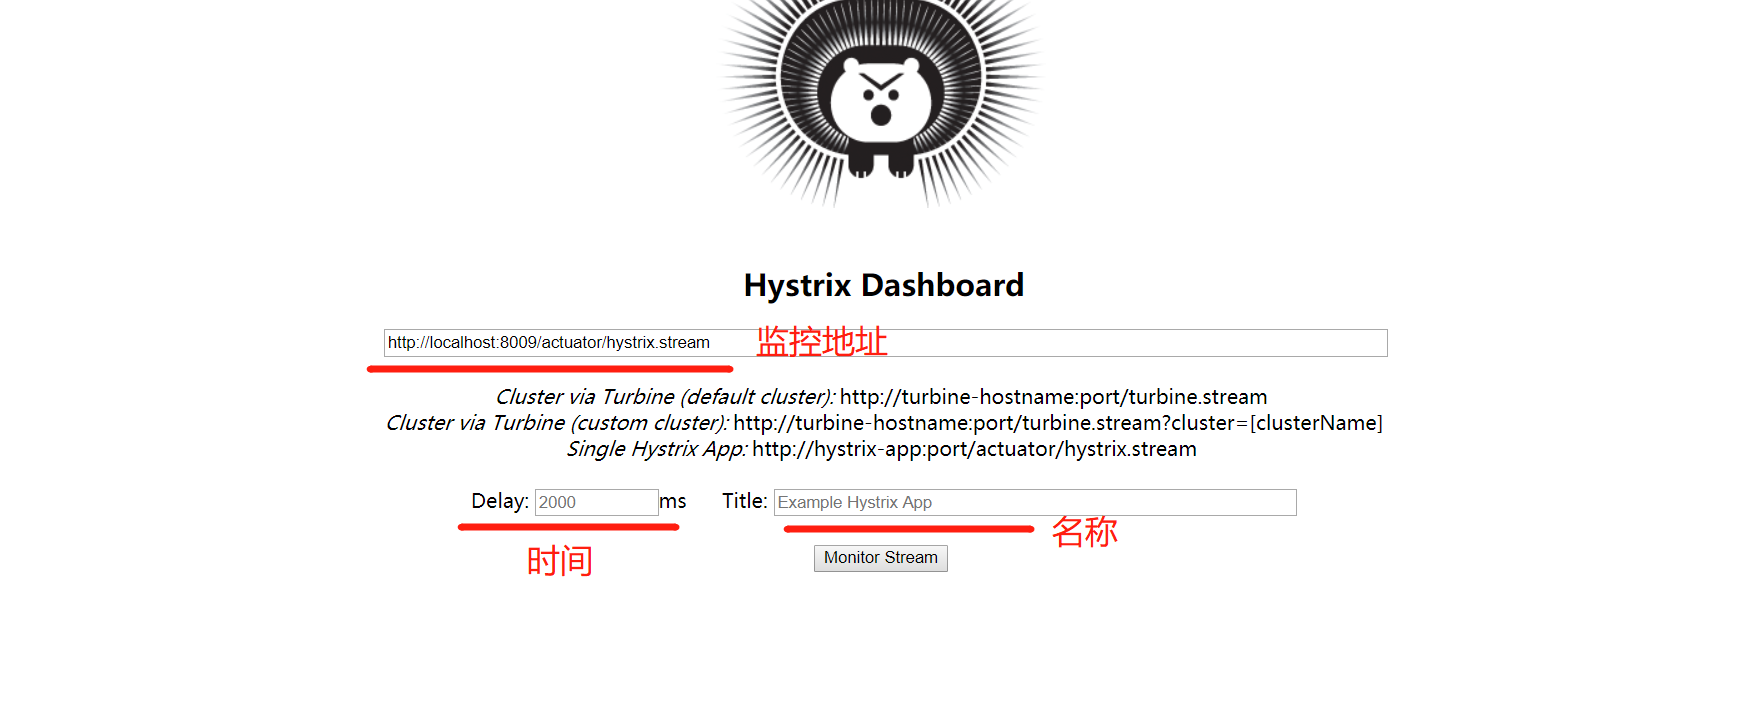 Hystrix Dashboard
http://localhost:8009/actuator/hystrix.stream 监控地址
Cluster via Turbine (default cluster): http://turbine-hostname:port/turbine.stream
Cluster via Turbine (custom cluster): http://turbine-hostname:port/turbine.stream?cluster=[clusterName]
Single Hystrix App: http://hystrix-app:port/actuator/hystrix.stream
Delay: 2000 ms Title: Example Hystrix App
名称
时间
Monitor Stream